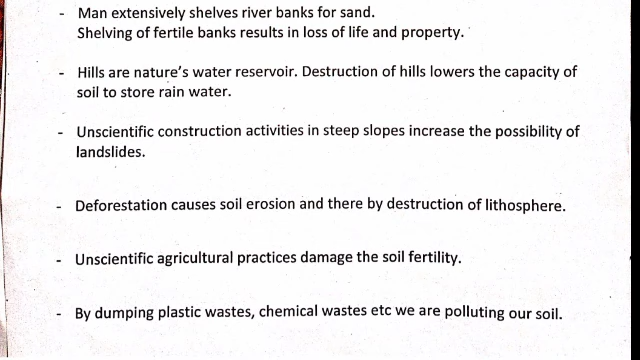 - Man extensively shelves river banks for sand.
Shelving of fertile banks results in loss of life and property.
- Hills are nature's water reservoir. Destruction of hills lowers the capacity of
soil to store rain water.
- Unscientific construction activities in steep slopes increase the possibility of
landslides.
- Deforestation causes soil erosion and there by destruction of lithosphere.
- Unscientific agricultural practices damage the soil fertility.
- By dumping plastic wastes, chemical wastes etc we are polluting our soil.